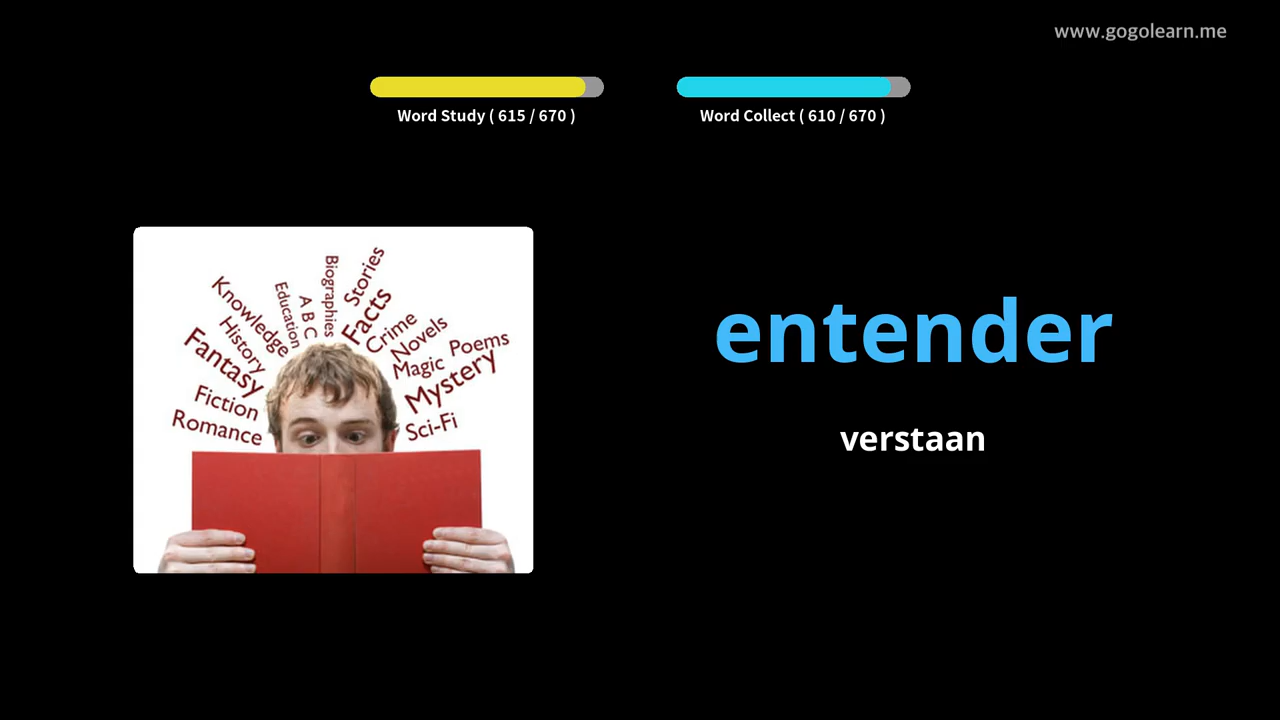 www.gogolearn.me
Word Study ( 615 / 670 )
Word Collect ( 610 / 670 )
Biographies
Stories
Education
A B C
Facts
Knowledge
Crime
Novels
History
Poems
Fantasy
Magic
Mystery
Fiction
Romance
Sci-Fi
entender
verstaan